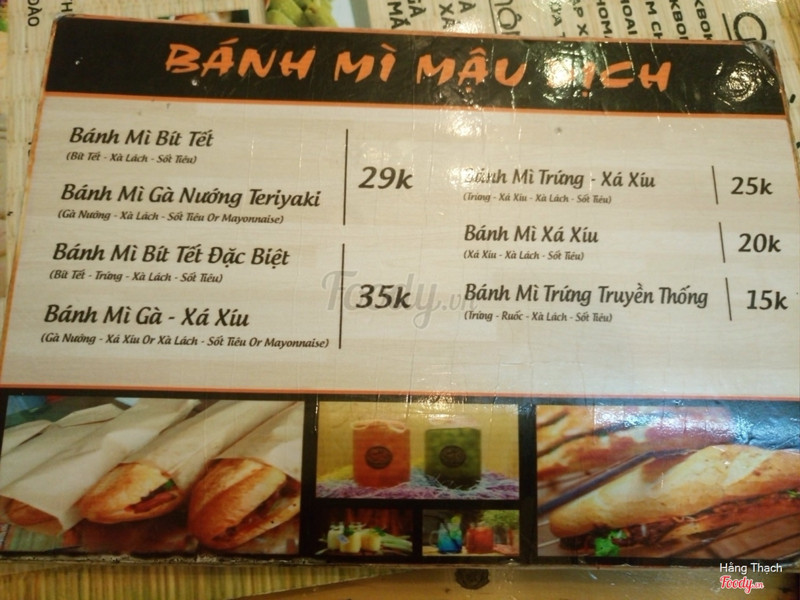 BÁNH MÌ MẬU DỊCH
Bánh Mì Bít Tết
(Bít Tết - Xà Lách - Sốt Tiêu)
Bánh Mì Gà Nướng Teriyaki
(Gà Nướng - Xà Lách - Sốt Tiêu Or Mayonnaise)
29k
Bánh Mì Bít Tết Đặc Biệt
(Bít Tết - Trứng - Xà Lách - Sốt Tiêu)
Bánh Mì Gà - Xá Xíu
(Gà Nướng - Xá Xíu Or Xà Lách - Sốt Tiêu Or Mayonnaise)
35k
Bánh Mì Trứng - Xá Xíu
(Trứng - Xá Xíu - Xà Lách - Sốt Tiêu)
25k
Bánh Mì Xá Xíu
(Xá Xíu - Xà Lách - Sốt Tiêu)
20k
Bánh Mì Trứng Truyền Thống
(Trứng - Ruốc - Xà Lách - Sốt Tiêu)
15k
Foody.vn
Hằng Thạch
Foody.vn